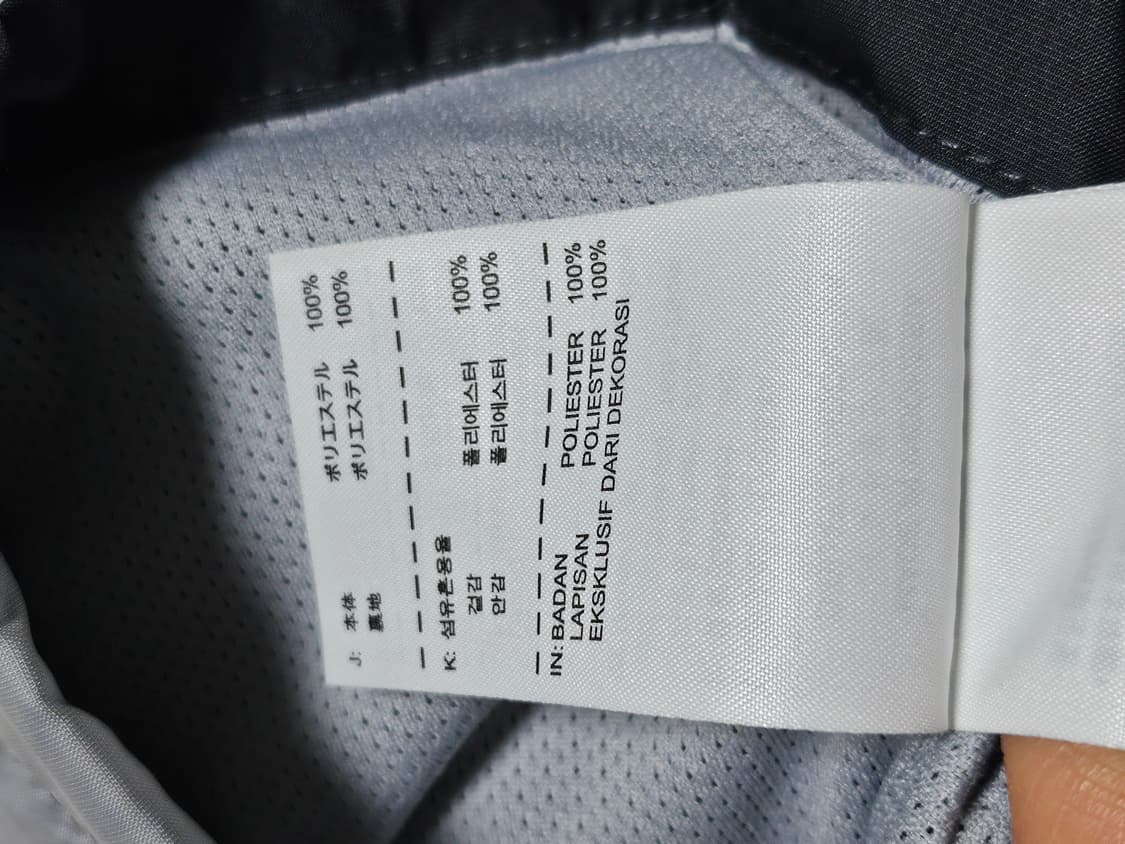 J: 本体 ポリエステル 100%
裏地 ポリエステル 100%
K: 섬유혼용율
겉감 폴리에스터 100%
안감 폴리에스터 100%
IN: BADAN POLIESTER 100%
LAPISAN POLIESTER 100%
EKSKLUSIF DARI DEKORASI